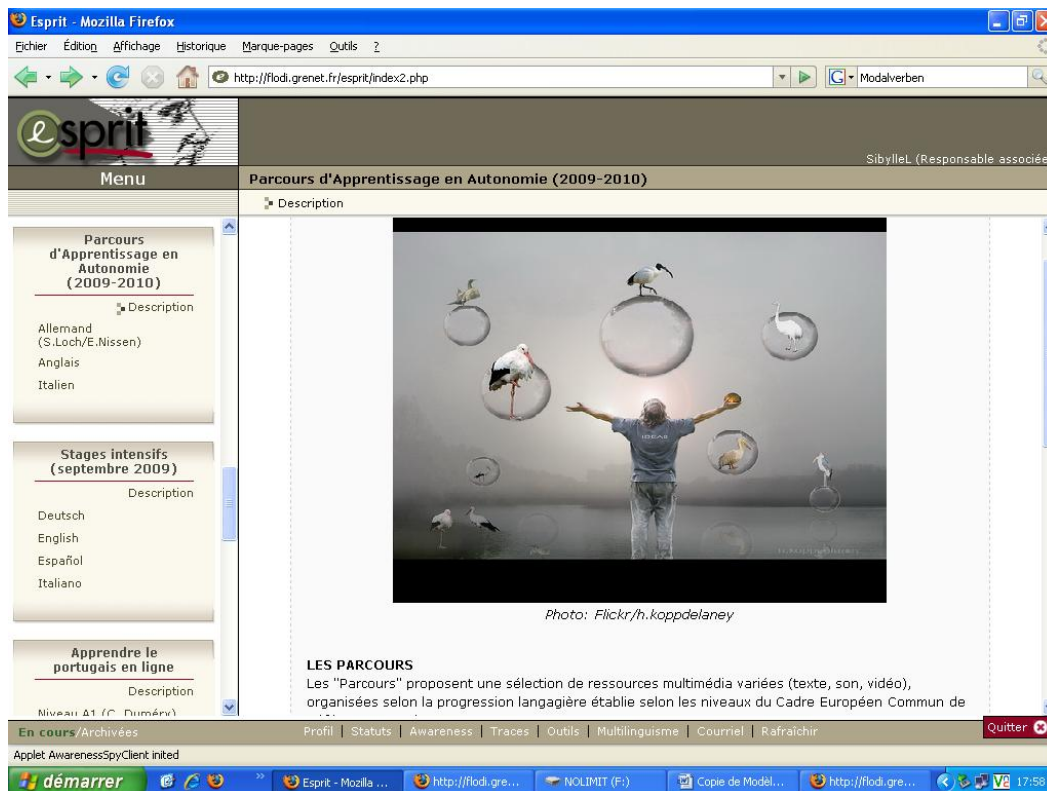 Esprit - Mozilla Firefox
Fichier Édition Affichage Historique Marque-pages Outils ?
http://flodi.grenet.fr/esprit/index2.php
Modalverben
esprit
SibylleL (Responsable associée
Menu
Parcours d'Apprentissage en Autonomie (2009-2010)
Description
Parcours
d'Apprentissage en
Autonomie
(2009-2010)
Description
Allemand
(S.Loch/E.Nissen)
Anglais
Italien
Stages intensifs
(septembre 2009)
Description
Deutsch
English
Español
Italiano
Apprendre le
portugais en ligne
Description
Niveau A1 (C. Duméry)
IDEAS
Photo: Flickr/h.koppdelaney
LES PARCOURS
Les "Parcours" proposent une sélection de ressources multimédia variées (texte, son, vidéo),
organisées selon la progression langagière établie selon les niveaux du Cadre Européen Commun de
En cours/Archivées
Profil | Statuts | Awareness | Traces | Outils | Multilinguisme | Courriel | Rafraîchir
Quitter
Applet AwarenessSpyClient inited
démarrer
Esprit - Mozilla ...
http://flodi.gre...
NOLIMIT (F:)
Copie de Modèl...
http://flodi.gre...
17:58